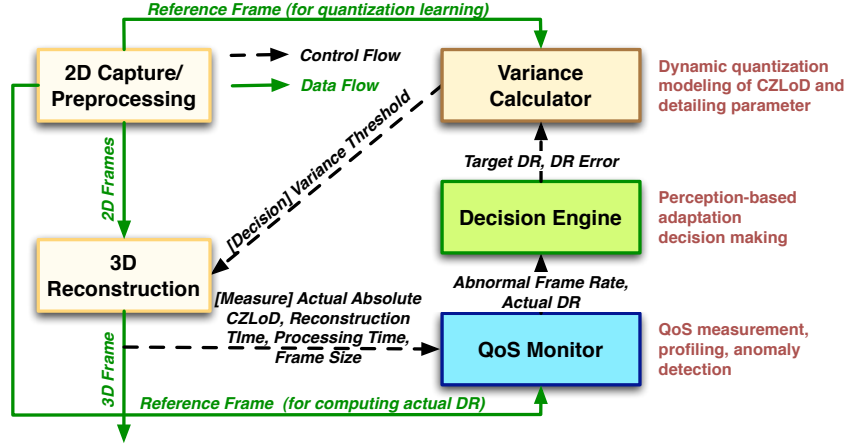 Reference Frame (for quantization learning)
Control Flow
Data Flow
2D Capture/
Preprocessing
Variance
Calculator
Dynamic quantization
modeling of CZLoD and
detailing parameter
[Decision] Variance Threshold
2D Frames
Target DR, DR Error
Decision Engine
Perception-based
adaptation
decision making
3D
Reconstruction
Abnormal Frame Rate,
Actual DR
[Measure] Actual Absolute
CZLoD, Reconstruction
TIme, Processing Time,
Frame Size
QoS Monitor
QoS measurement,
profiling, anomaly
detection
3D Frame
Reference Frame (for computing actual DR)